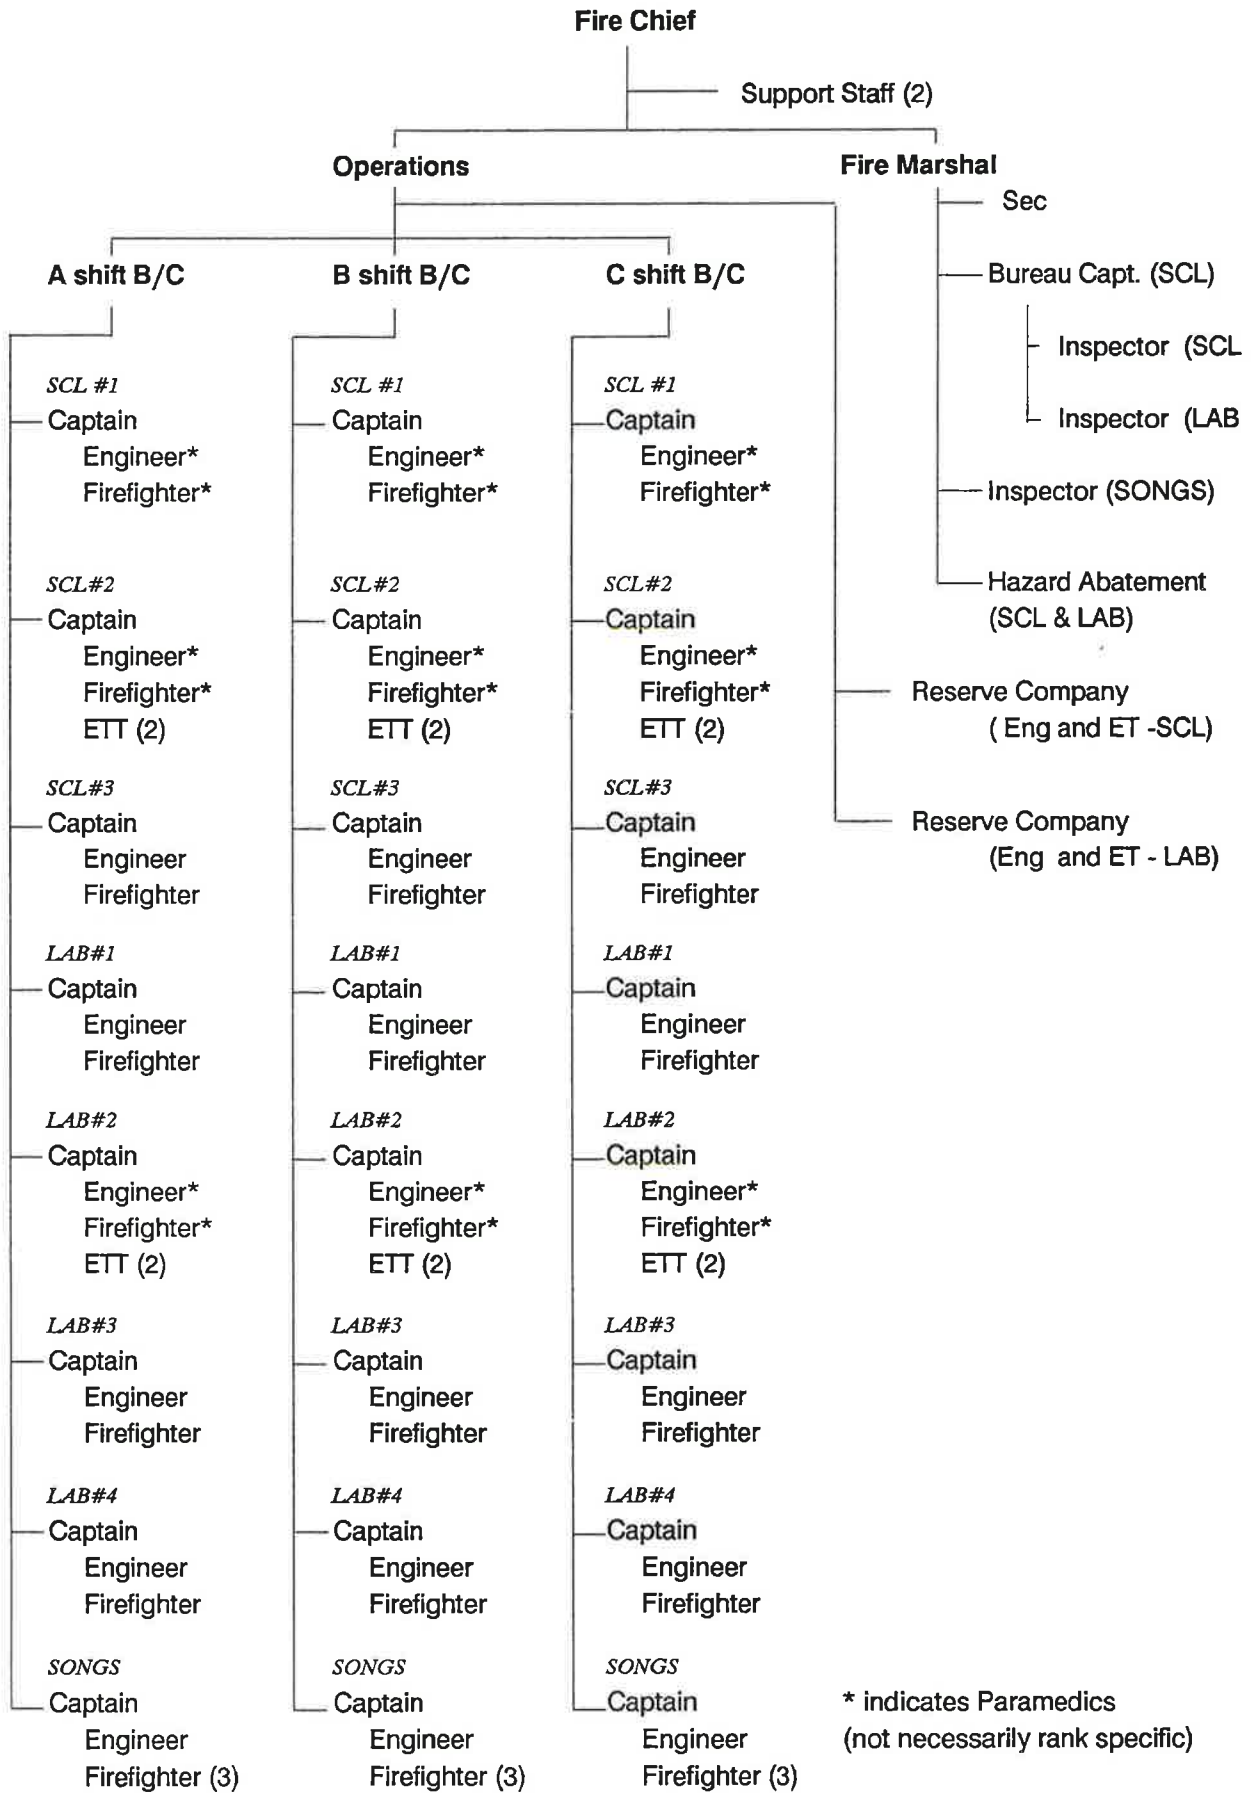 Fire Chief
Support Staff (2)
Operations
Fire Marshal
Sec
A shift B/C
B shift B/C
C shift B/C
Bureau Capt. (SCL)
Inspector (SCL
Inspector (LAB
Inspector (SONGS)
Hazard Abatement
(SCL & LAB)
Reserve Company
( Eng and ET -SCL)
Reserve Company
(Eng and ET - LAB)
SCL #1
Captain
Engineer*
Firefighter*
SCL#2
Captain
Engineer*
Firefighter*
ETT (2)
SCL#3
Captain
Engineer
Firefighter
LAB#1
Captain
Engineer
Firefighter
LAB#2
Captain
Engineer*
Firefighter*
ETT (2)
LAB#3
Captain
Engineer
Firefighter
LAB#4
Captain
Engineer
Firefighter
SONGS
Captain
Engineer
Firefighter (3)
SCL #1
Captain
Engineer*
Firefighter*
SCL#2
Captain
Engineer*
Firefighter*
ETT (2)
SCL#3
Captain
Engineer
Firefighter
LAB#1
Captain
Engineer
Firefighter
LAB#2
Captain
Engineer*
Firefighter*
ETT (2)
LAB#3
Captain
Engineer
Firefighter
LAB#4
Captain
Engineer
Firefighter
SONGS
Captain
Engineer
Firefighter (3)
SCL #1
Captain
Engineer*
Firefighter*
SCL#2
Captain
Engineer*
Firefighter*
ETT (2)
SCL#3
Captain
Engineer
Firefighter
LAB#1
Captain
Engineer
Firefighter
LAB#2
Captain
Engineer*
Firefighter*
ETT (2)
LAB#3
Captain
Engineer
Firefighter
LAB#4
Captain
Engineer
Firefighter
SONGS
Captain
Engineer
Firefighter (3)
* indicates Paramedics
(not necessarily rank specific)